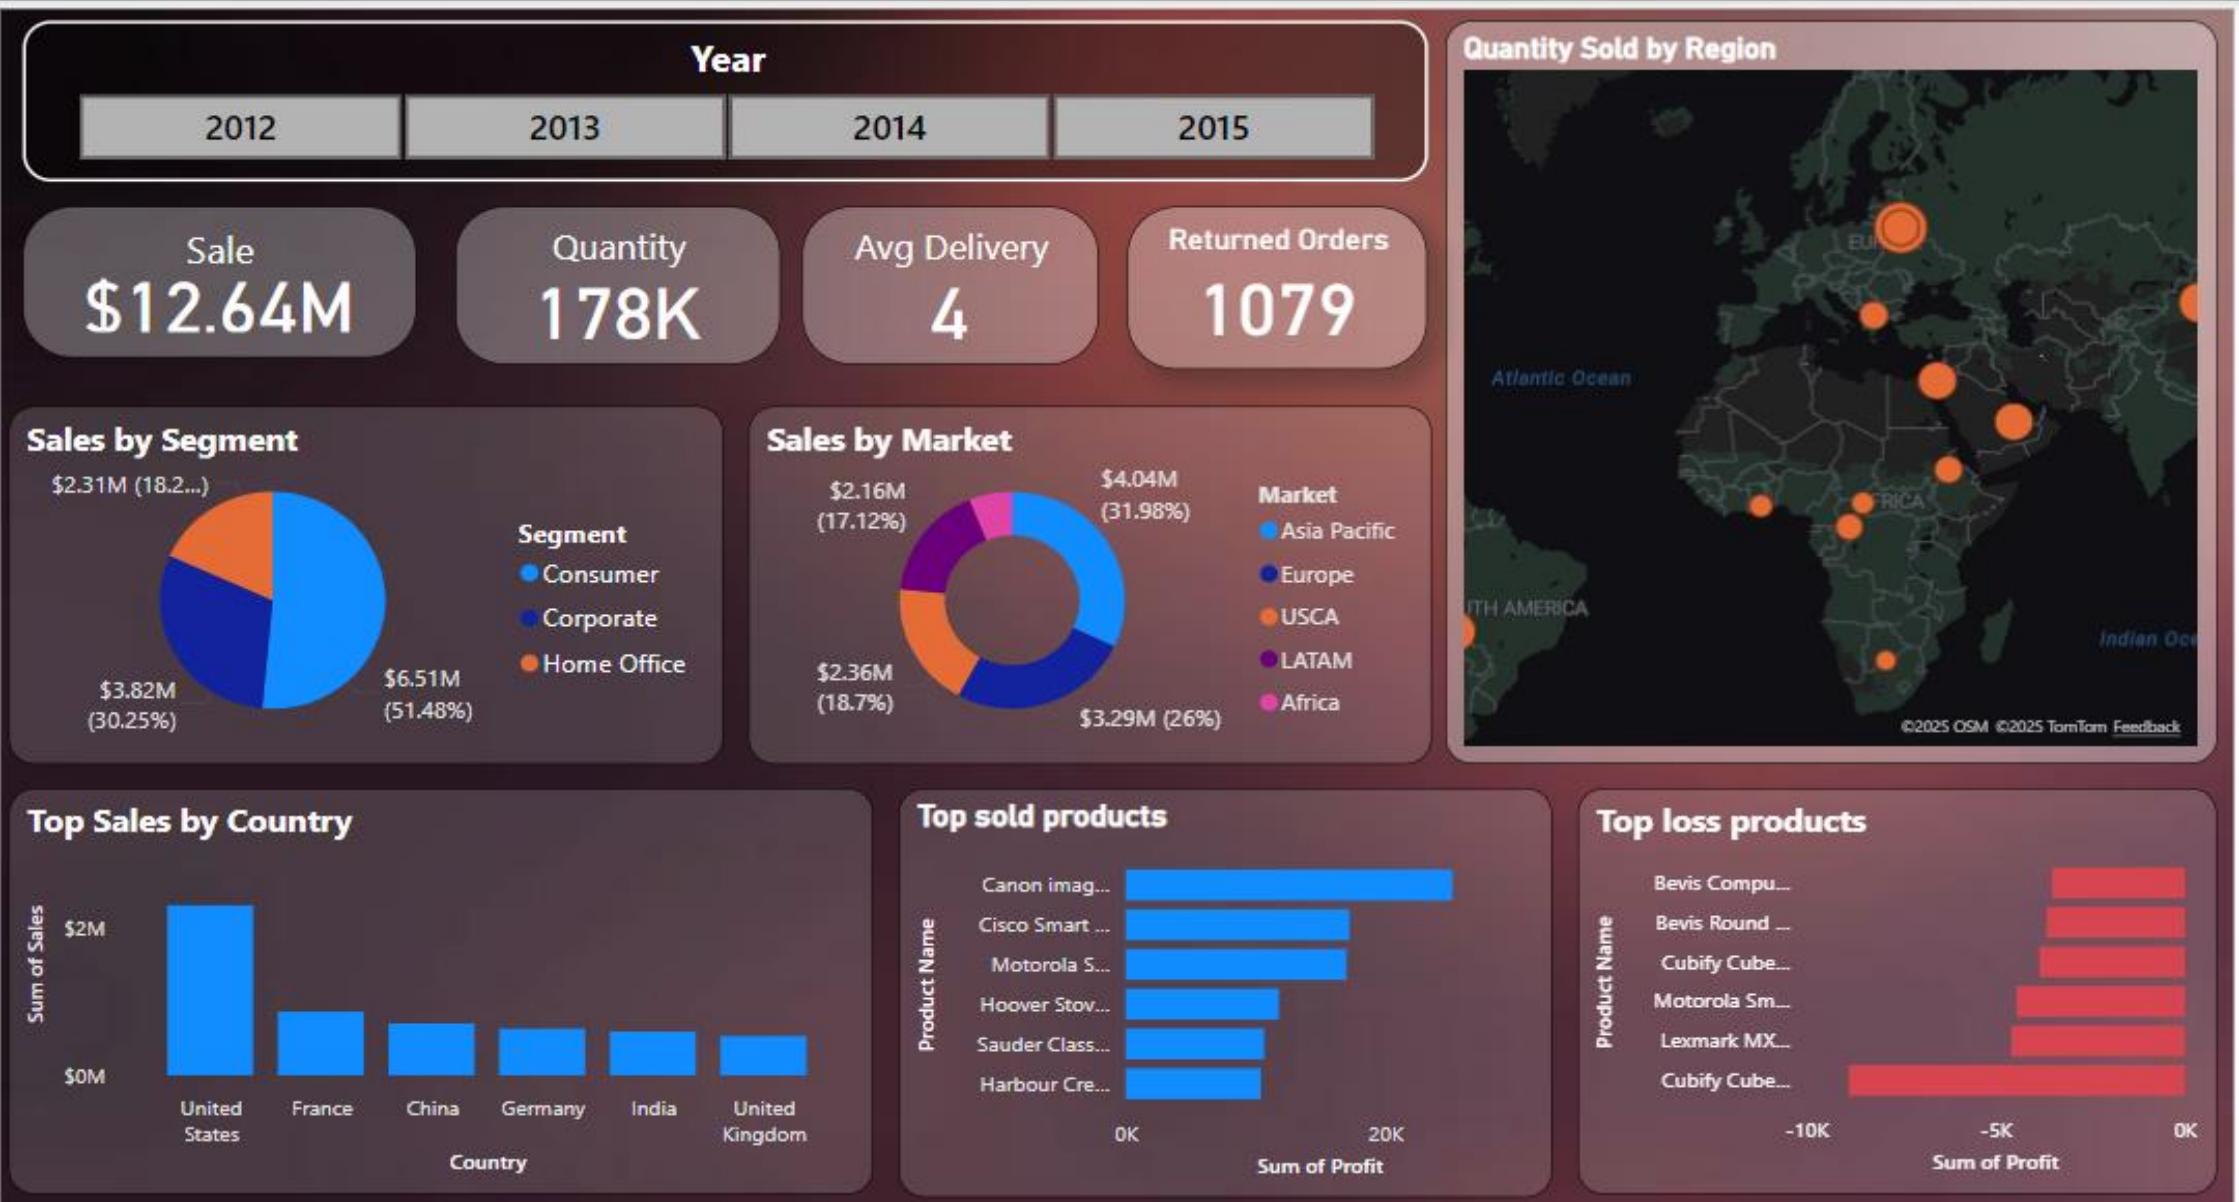 Year
2012
2013
2014
2015
Sale
$12.64M
Quantity
178K
Avg Delivery
4
Returned Orders
1079
Quantity Sold by Region
EU
Atlantic Ocean
RICA
UTH AMERICA
Indian Oce
©2025 OSM ©2025 TomTom Feedback
Sales by Segment
$2.31M (18.2...)
$3.82M
(30.25%)
$6.51M
(51.48%)
Segment
Consumer
Corporate
Home Office
Sales by Market
$2.16M
(17.12%)
$4.04M
(31.98%)
$2.36M
(18.7%)
$3.29M (26%)
Market
Asia Pacific
Europe
USCA
LATAM
Africa
Top Sales by Country
Sum of Sales
$2M
$0M
United
States
France
China
Germany
India
United
Kingdom
Country
Top sold products
Product Name
Canon imag...
Cisco Smart ...
Motorola S...
Hoover Stov...
Sauder Class...
Harbour Cre...
0K
20K
Sum of Profit
Top loss products
Product Name
Bevis Compu...
Bevis Round ...
Cubify Cube...
Motorola Sm...
Lexmark MX...
Cubify Cube...
-10K
-5K
0K
Sum of Profit